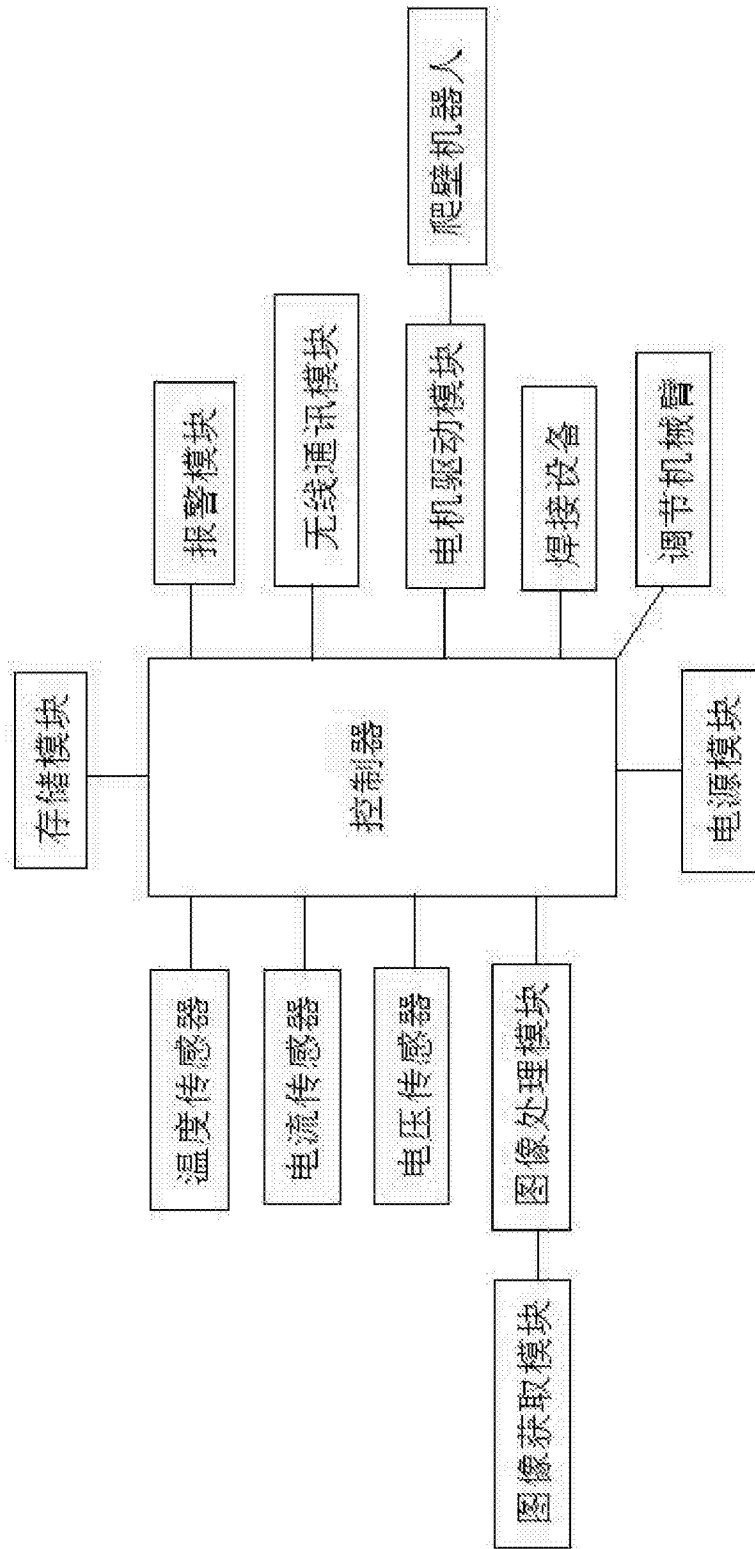 存储模块
温度传感器
电流传感器
电压传感器
图像获取模块
图像处理模块
控制器
报警模块
无线通讯模块
电机驱动模块
爬壁机器人
焊接设备
调节机械臂
电源模块